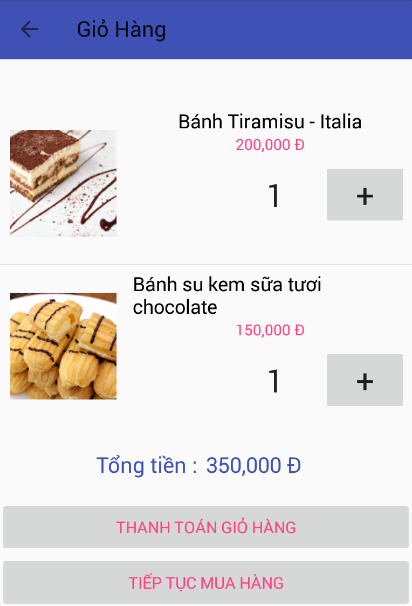 Giỏ Hàng
Bánh Tiramisu - Italia
200,000 Đ
1 +
Bánh su kem sữa tươi
chocolate
150,000 Đ
1 +
Tổng tiền : 350,000 Đ
THANH TOÁN GIỎ HÀNG
TIẾP TỤC MUA HÀNG